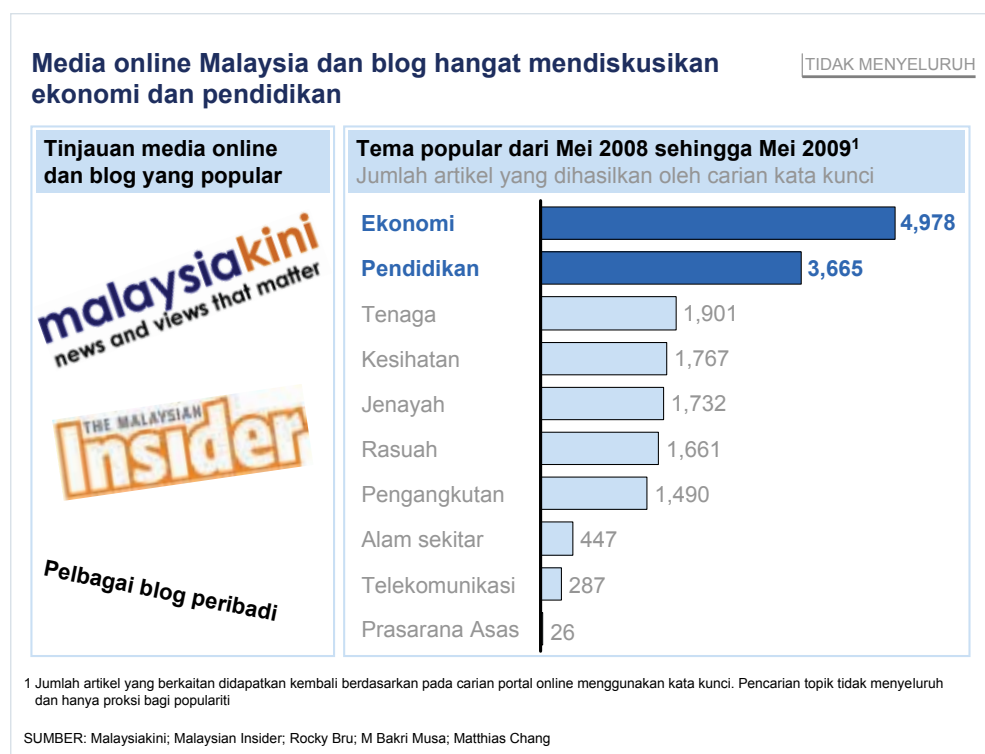 Media online Malaysia dan blog hangat mendiskusikan
ekonomi dan pendidikan
TIDAK MENYELURUH
Tinjauan media online
dan blog yang popular
malaysiakini
news and views that matter
THE MALAYSIAN
Insider
Pelbagai blog peribadi
Tema popular dari Mei 2008 sehingga Mei 2009¹
Jumlah artikel yang dihasilkan oleh carian kata kunci
Ekonomi 4,978
Pendidikan 3,665
Tenaga 1,901
Kesihatan 1,767
Jenayah 1,732
Rasuah 1,661
Pengangkutan 1,490
Alam sekitar 447
Telekomunikasi 287
Prasarana Asas 26
1 Jumlah artikel yang berkaitan didapatkan kembali berdasarkan pada carian portal online menggunakan kata kunci. Pencarian topik tidak menyeluruh
dan hanya proksi bagi populariti
SUMBER: Malaysiakini; Malaysian Insider; Rocky Bru; M Bakri Musa; Matthias Chang